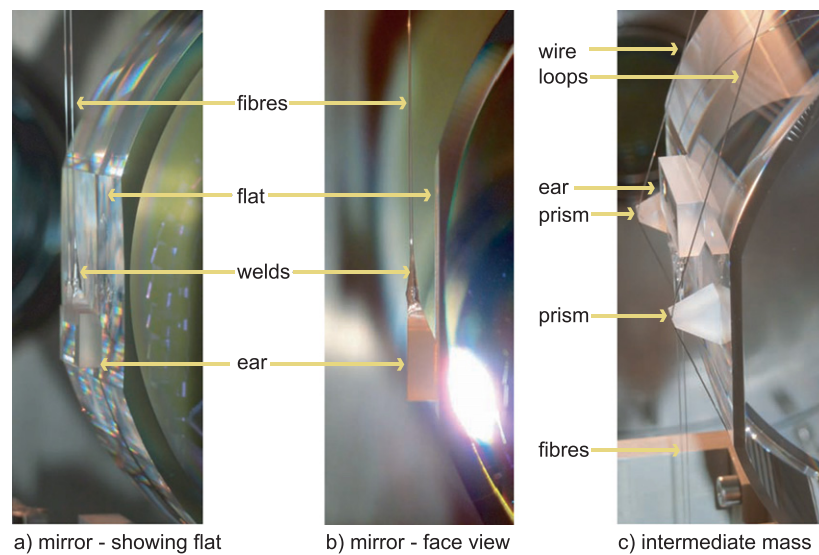 fibres
flat
welds
ear
wire
loops
ear
prism
prism
fibres
a) mirror - showing flat
b) mirror - face view
c) intermediate mass